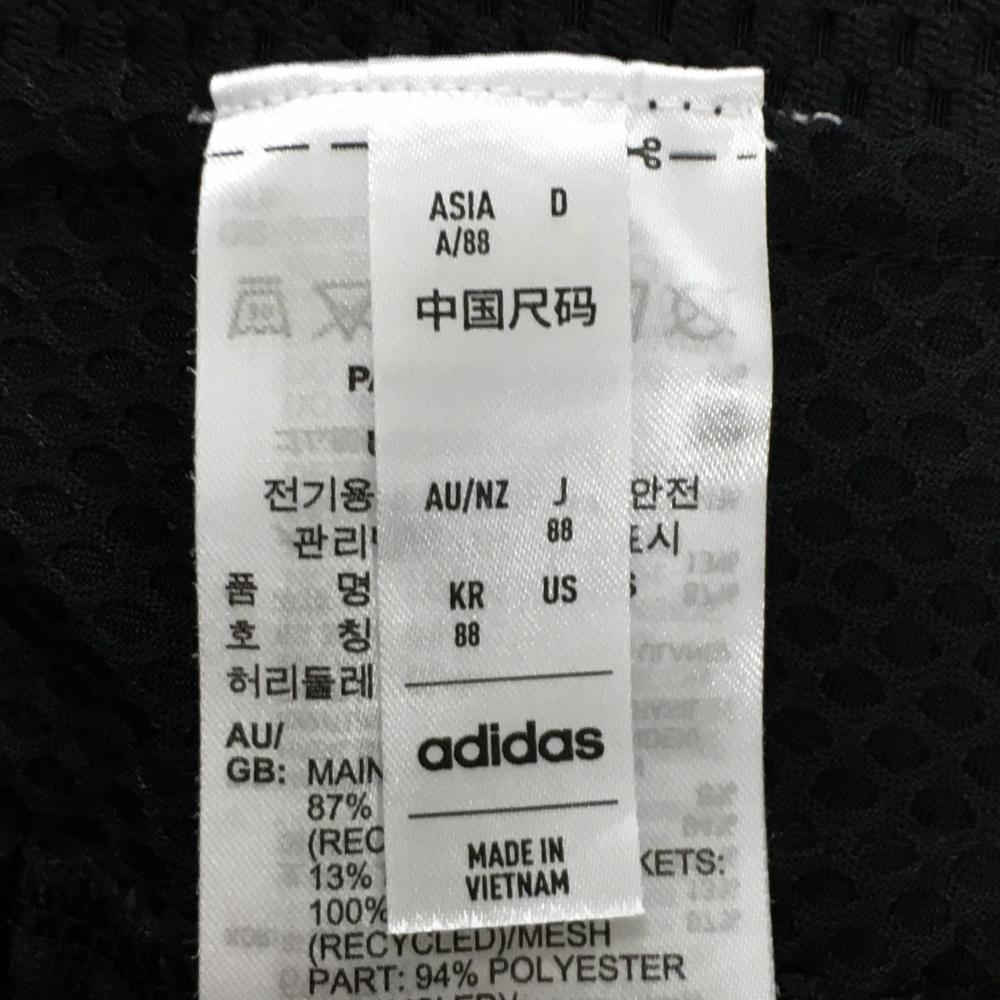 ASIA D
A/88
中国尺码
AU/NZ J
88
KR US
88
adidas
MADE IN
VIETNAM
전기용 안전
관리 표시
품 명
호 칭
허리둘레
AU/
GB: MAIN
87%
(REC
13% KETS:
100%
(RECYCLED)/MESH
PART: 94% POLYESTER